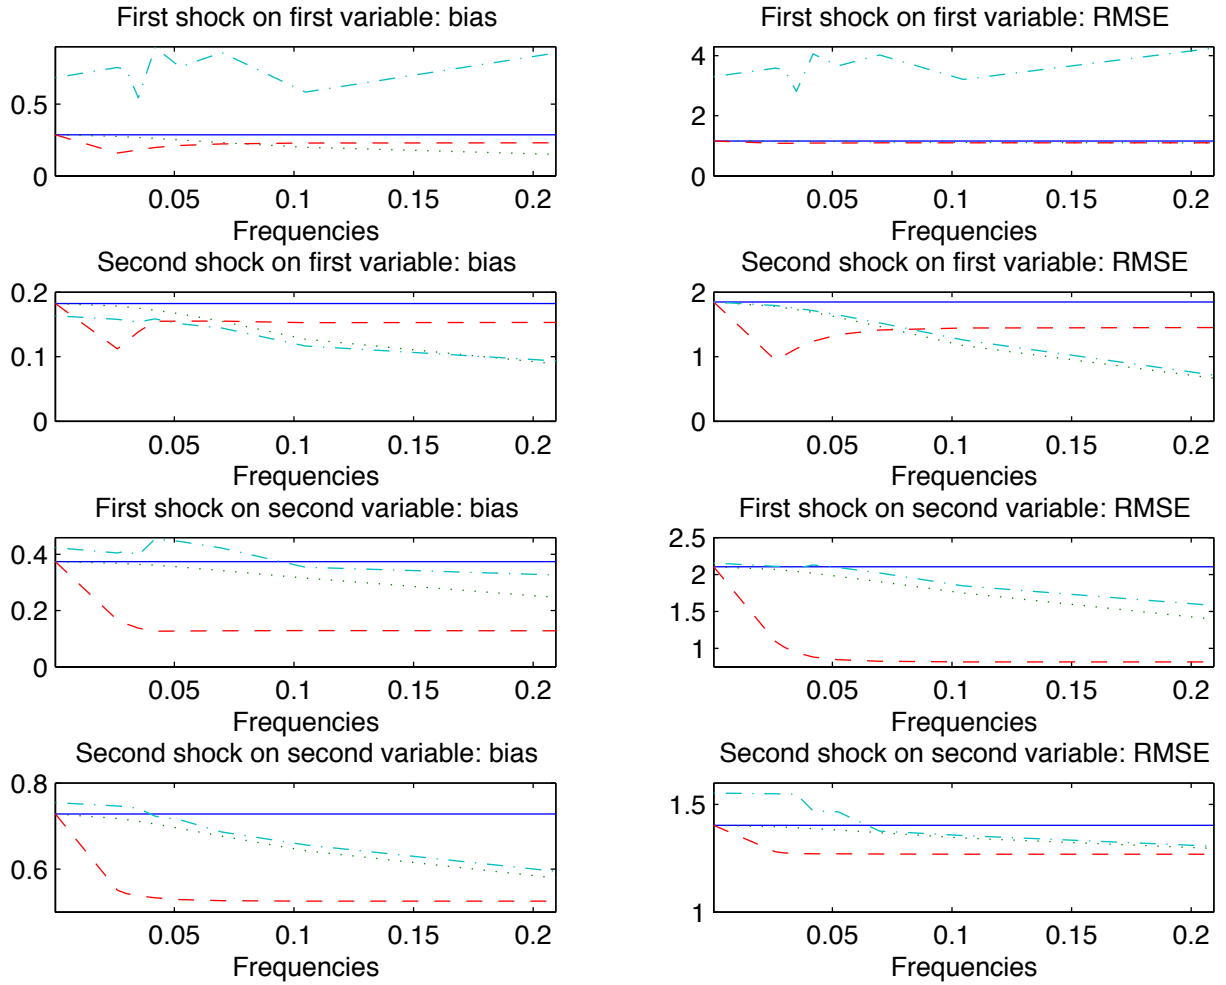 First shock on first variable: bias
First shock on first variable: RMSE
0.5
0
0.05 0.1 0.15 0.2
Frequencies
4
2
0
0.05 0.1 0.15 0.2
Frequencies
Second shock on first variable: bias
Second shock on first variable: RMSE
0.2
0.1
0
0.05 0.1 0.15 0.2
Frequencies
2
1
0
0.05 0.1 0.15 0.2
Frequencies
First shock on second variable: bias
First shock on second variable: RMSE
0.4
0.2
0
0.05 0.1 0.15 0.2
Frequencies
2.5
2
1.5
1
0.05 0.1 0.15 0.2
Frequencies
Second shock on second variable: bias
Second shock on second variable: RMSE
0.8
0.6
0.05 0.1 0.15 0.2
Frequencies
1.5
1
0.05 0.1 0.15 0.2
Frequencies